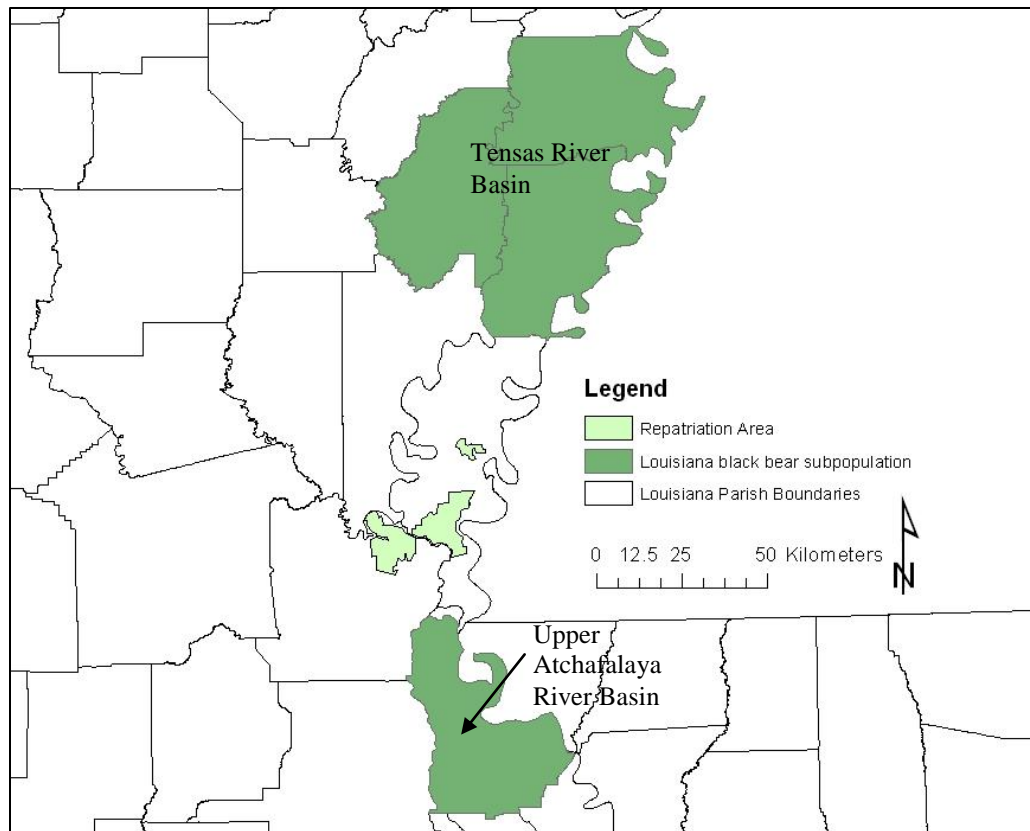 Tensas River
Basin
Legend
Repatriation Area
Louisiana black bear subpopulation
Louisiana Parish Boundaries
0 12.5 25 50 Kilometers
N
Upper
Atchafalaya
River Basin